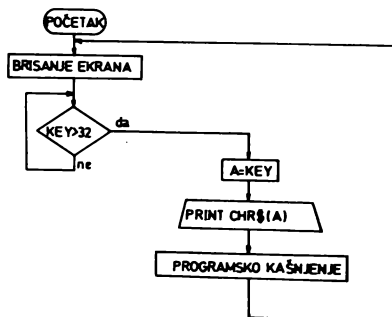 POČETAK
BRISANJE EKRANA
KEY>32
da
ne
A=KEY
PRINT CHR$(A)
PROGRAMSKO KAŠNJENJE